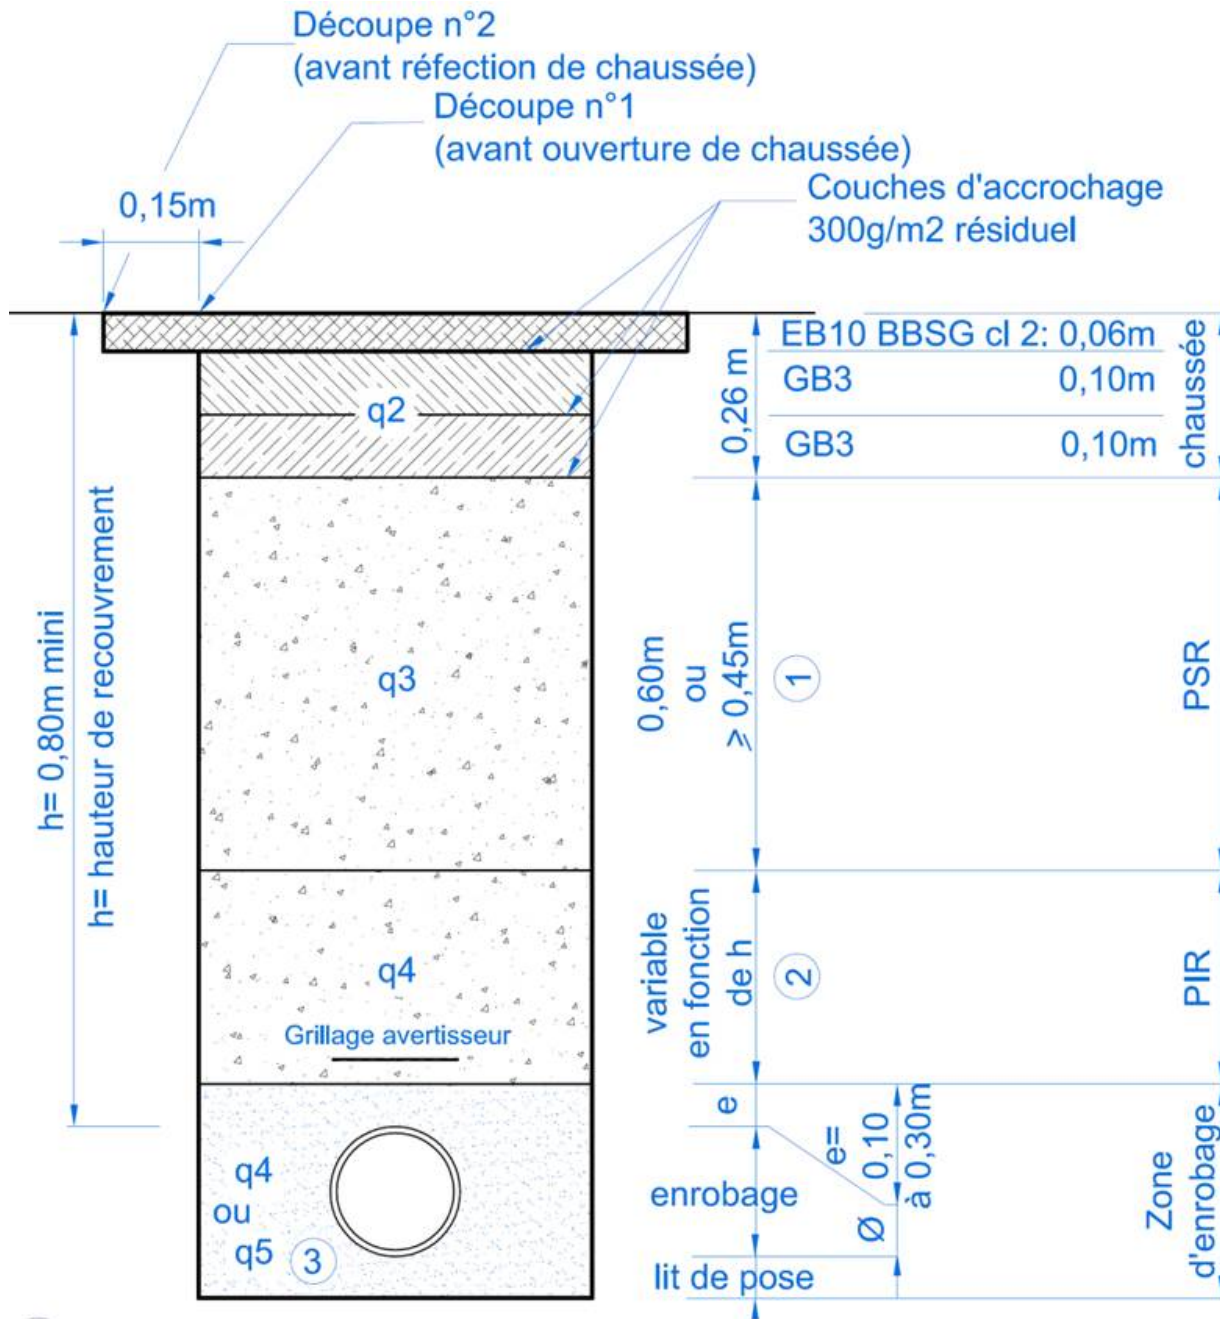 Découpe n°2
(avant réfection de chaussée)
Découpe n°1
(avant ouverture de chaussée)
Couches d'accrochage
300g/m2 résiduel
0,15m
EB10 BBSG cl 2: 0,06m
GB3 0,10m
GB3 0,10m
0,26 m
chaussée
q2
h= 0,80m mini
h= hauteur de recouvrement
q3
0,60m
ou
⩾ 0,45m
1
PSR
q4
Grillage avertisseur
variable
en fonction
de h
2
PIR
e
e=
0,10
à 0,30m
q4
ou
q5
3
enrobage
Ø
lit de pose
Zone
d'enrobage